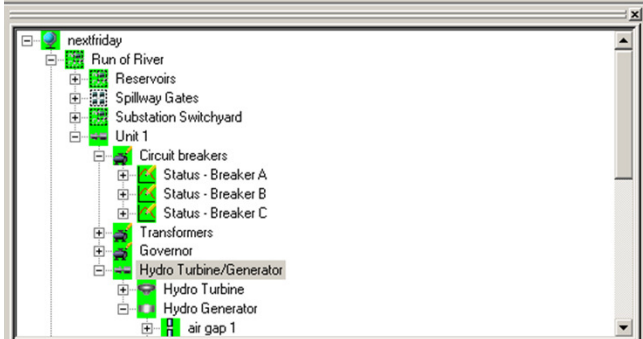 nextfriday
Run of River
Reservoirs
Spillway Gates
Substation Switchyard
Unit 1
Circuit breakers
Status - Breaker A
Status - Breaker B
Status - Breaker C
Transformers
Governor
Hydro Turbine/Generator
Hydro Turbine
Hydro Generator
air gap 1